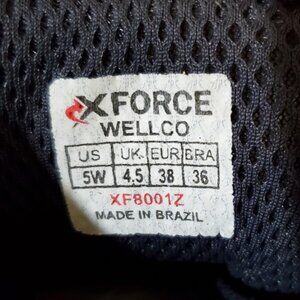 XFORCE
WELLCO
US UK EUR BRA
5W 4.5 38 36
XF8001Z
MADE IN BRAZIL